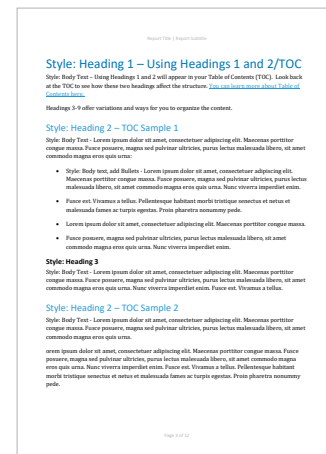 Report Title | Report Subtitle
Style: Heading 1 – Using Headings 1 and 2/TOC
Style: Body Text – Using Headings 1 and 2 will appear in your Table of Contents (TOC). Look back
at the TOC to see how these two headings affect the structure. You can learn more about Table of
Contents here.
Headings 3-9 offer variations and ways for you to organize the content.
Style: Heading 2 – TOC Sample 1
Style: Body Text - Lorem ipsum dolor sit amet, consectetuer adipiscing elit. Maecenas porttitor
congue massa. Fusce posuere, magna sed pulvinar ultricies, purus lectus malesuada libero, sit amet
commodo magna eros quis urna:
• Style: Body text, add Bullets - Lorem ipsum dolor sit amet, consectetuer adipiscing elit.
Maecenas porttitor congue massa. Fusce posuere, magna sed pulvinar ultricies, purus lectus
malesuada libero, sit amet commodo magna eros quis urna. Nunc viverra imperdiet enim.
• Fusce est. Vivamus a tellus. Pellentesque habitant morbi tristique senectus et netus et
malesuada fames ac turpis egestas. Proin pharetra nonummy pede.
• Lorem ipsum dolor sit amet, consectetuer adipiscing elit. Maecenas porttitor congue massa.
• Fusce posuere, magna sed pulvinar ultricies, purus lectus malesuada libero, sit amet
commodo magna eros quis urna. Nunc viverra imperdiet enim.
Style: Heading 3
Style: Body Text - Lorem ipsum dolor sit amet, consectetuer adipiscing elit. Maecenas porttitor
congue massa. Fusce posuere, magna sed pulvinar ultricies, purus lectus malesuada libero, sit amet
commodo magna eros quis urna. Nunc viverra imperdiet enim. Fusce est. Vivamus a tellus.
Style: Heading 2 – TOC Sample 2
Style: Body Text - Lorem ipsum dolor sit amet, consectetuer adipiscing elit. Maecenas porttitor
congue massa. Fusce posuere, magna sed pulvinar ultricies, purus lectus malesuada libero, sit amet
commodo magna eros quis urna.
orem ipsum dolor sit amet, consectetuer adipiscing elit. Maecenas porttitor congue massa. Fusce
posuere, magna sed pulvinar ultricies, purus lectus malesuada libero, sit amet commodo magna
eros quis urna. Nunc viverra imperdiet enim. Fusce est. Vivamus a tellus. Pellentesque habitant
morbi tristique senectus et netus et malesuada fames ac turpis egestas. Proin pharetra nonummy
pede.